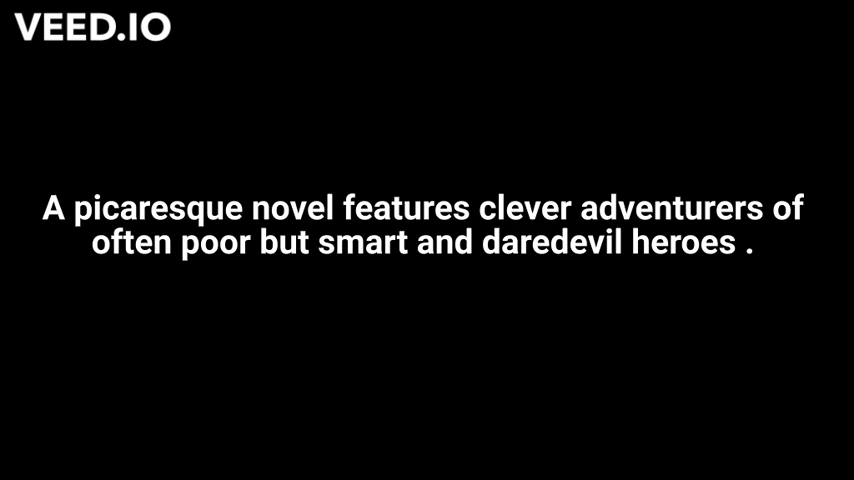 VEED.IO
A picaresque novel features clever adventurers of
often poor but smart and daredevil heroes .